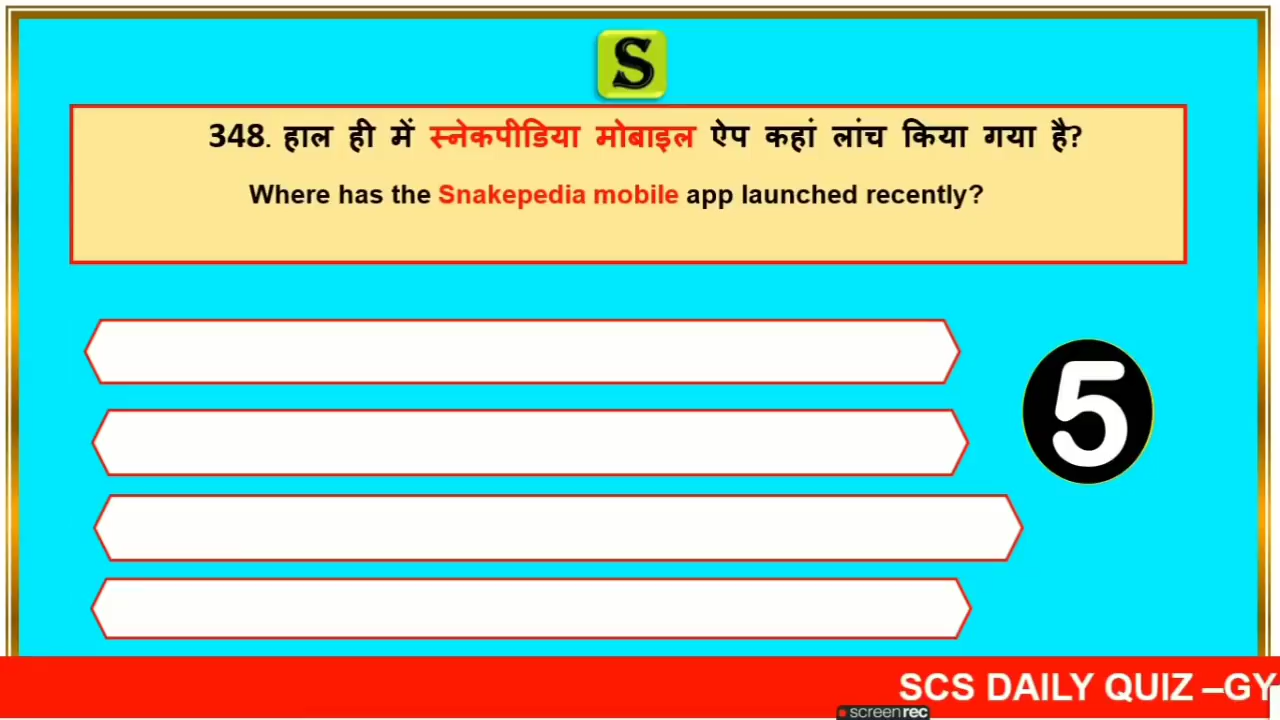 S
348. हाल ही में स्नेकपीडिया मोबाइल ऐप कहां लांच किया गया है?
Where has the Snakepedia mobile app launched recently?
5
SCS DAILY QUIZ –GY
screenrec